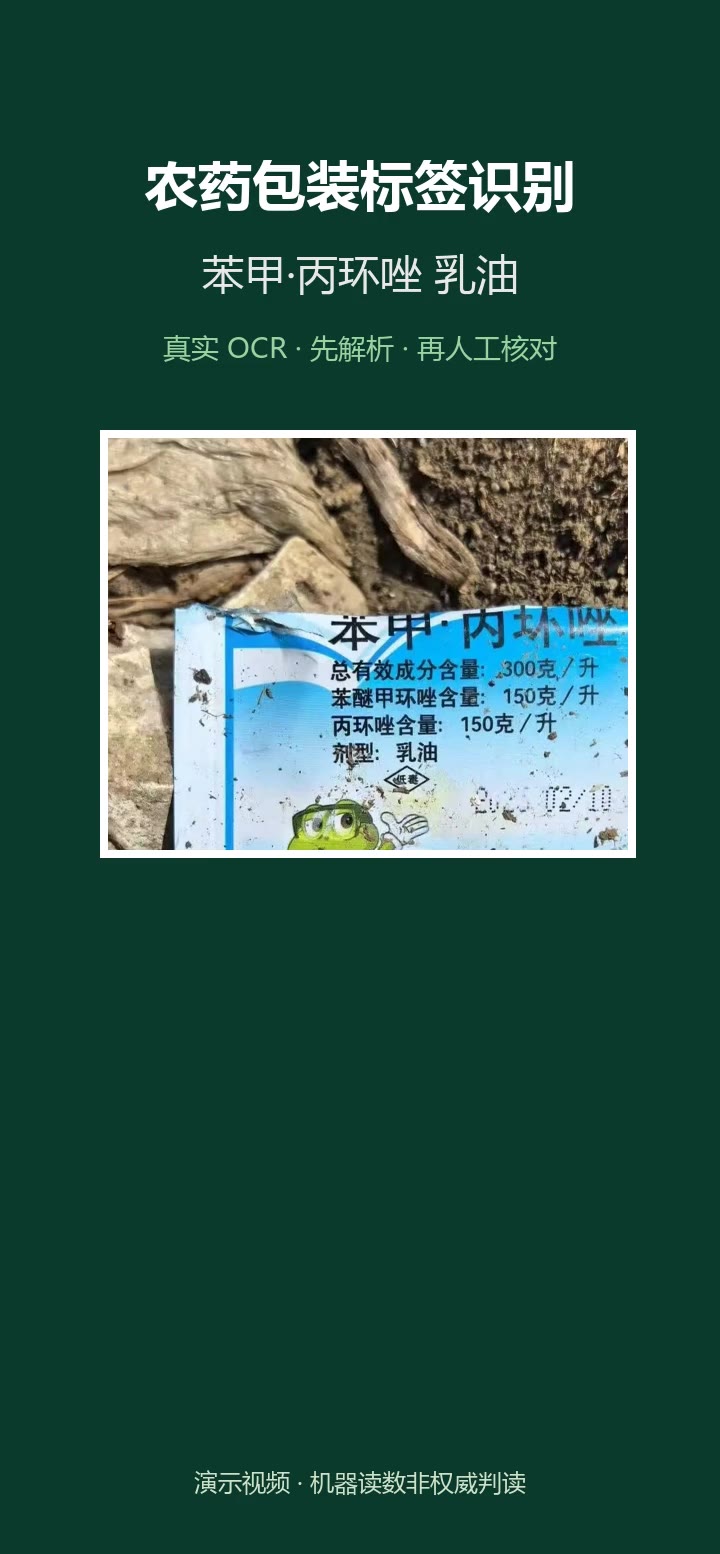 农药包装标签识别
苯甲·丙环唑 乳油
真实 OCR · 先解析 · 再人工核对
苯甲·丙环唑
总有效成分含量: 300克/升
苯醚甲环唑含量: 150克/升
丙环唑含量: 150克/升
剂型: 乳油
低毒
02/10
演示视频 · 机器读数非权威判读